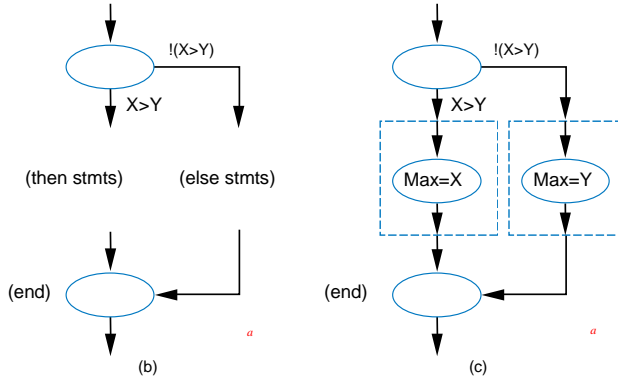 !(X>Y)
X>Y
(then stmts)
(else stmts)
(end)
a
(b)
!(X>Y)
X>Y
Max=X
Max=Y
(end)
a
(c)